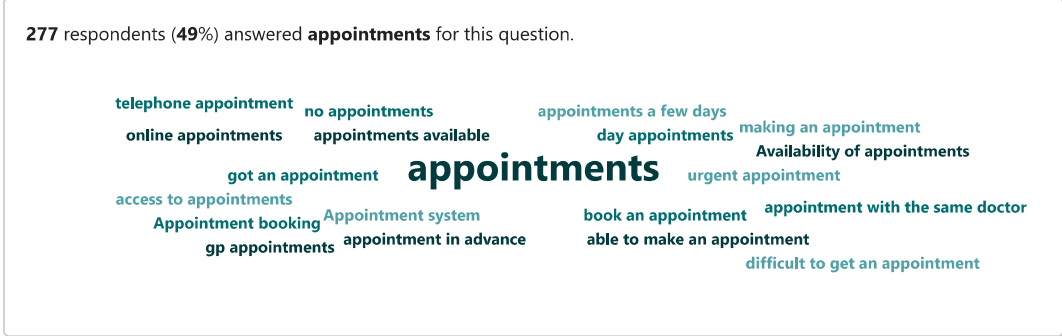 277 respondents (49%) answered appointments for this question.
telephone appointment
no appointments
appointments a few days
online appointments
appointments available
day appointments
making an appointment
Availability of appointments
got an appointment
appointments
urgent appointment
access to appointments
Appointment booking
Appointment system
book an appointment
appointment with the same doctor
gp appointments
appointment in advance
able to make an appointment
difficult to get an appointment